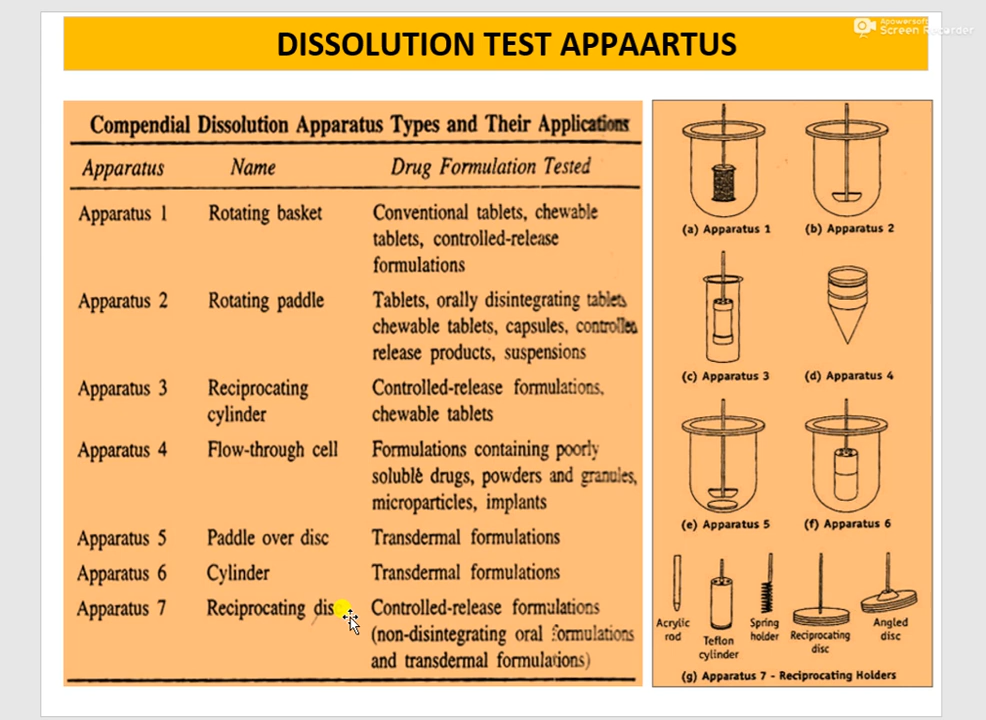 Apowersoft
Screen Recorder
DISSOLUTION TEST APPAARTUS
Compendial Dissolution Apparatus Types and Their Applications
Apparatus Name Drug Formulation Tested
Apparatus 1 Rotating basket Conventional tablets, chewable
tablets, controlled-release
formulations
Apparatus 2 Rotating paddle Tablets, orally disintegrating tablets
chewable tablets, capsules, controlled
release products, suspensions
Apparatus 3 Reciprocating Controlled-release formulations,
cylinder chewable tablets
Apparatus 4 Flow-through cell Formulations containing poorly
soluble drugs, powders and granules,
microparticles, implants
Apparatus 5 Paddle over disc Transdermal formulations
Apparatus 6 Cylinder Transdermal formulations
Apparatus 7 Reciprocating disc Controlled-release formulations
(non-disintegrating oral formulations
and transdermal formulations)
(a) Apparatus 1 (b) Apparatus 2
(c) Apparatus 3 (d) Apparatus 4
(e) Apparatus 5 (f) Apparatus 6
Acrylic
rod
Teflon
cylinder
Spring
holder
Reciprocating
disc
Angled
disc
(g) Apparatus 7 - Reciprocating Holders